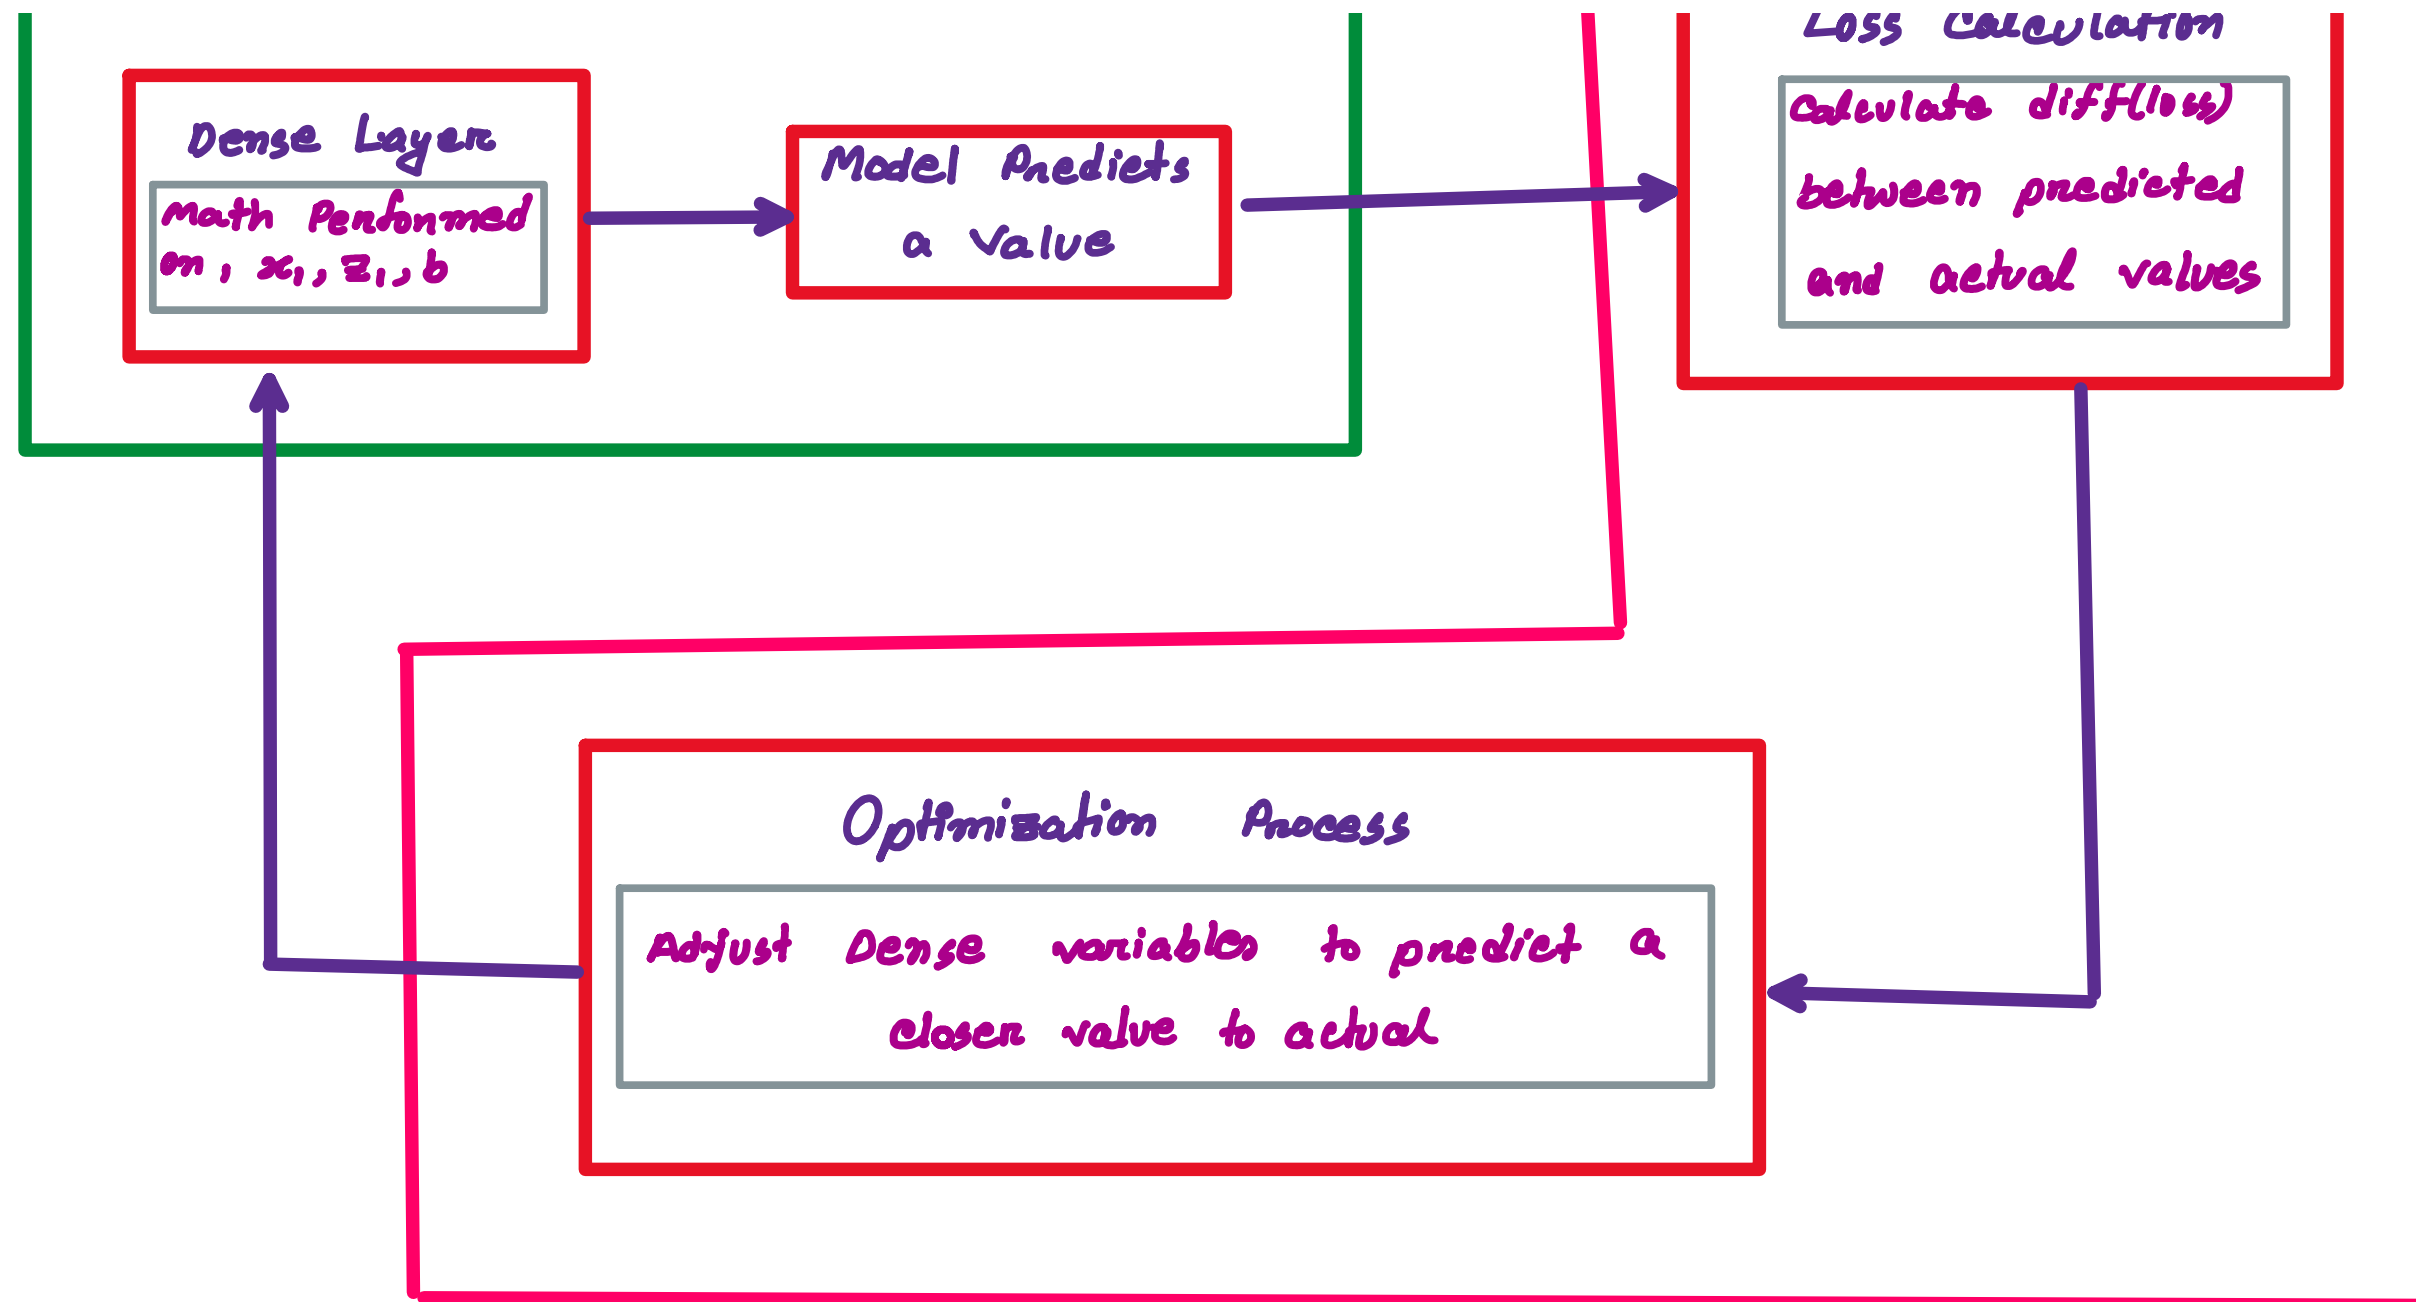 Loss Calculation
Dense Layer
Math Performed
on, x₁, z₁, b
Model Predicts
a value
Calculate diff(loss)
between predicted
and actual values
Optimization Process
Adjust Dense variables to predict a
closer value to actual